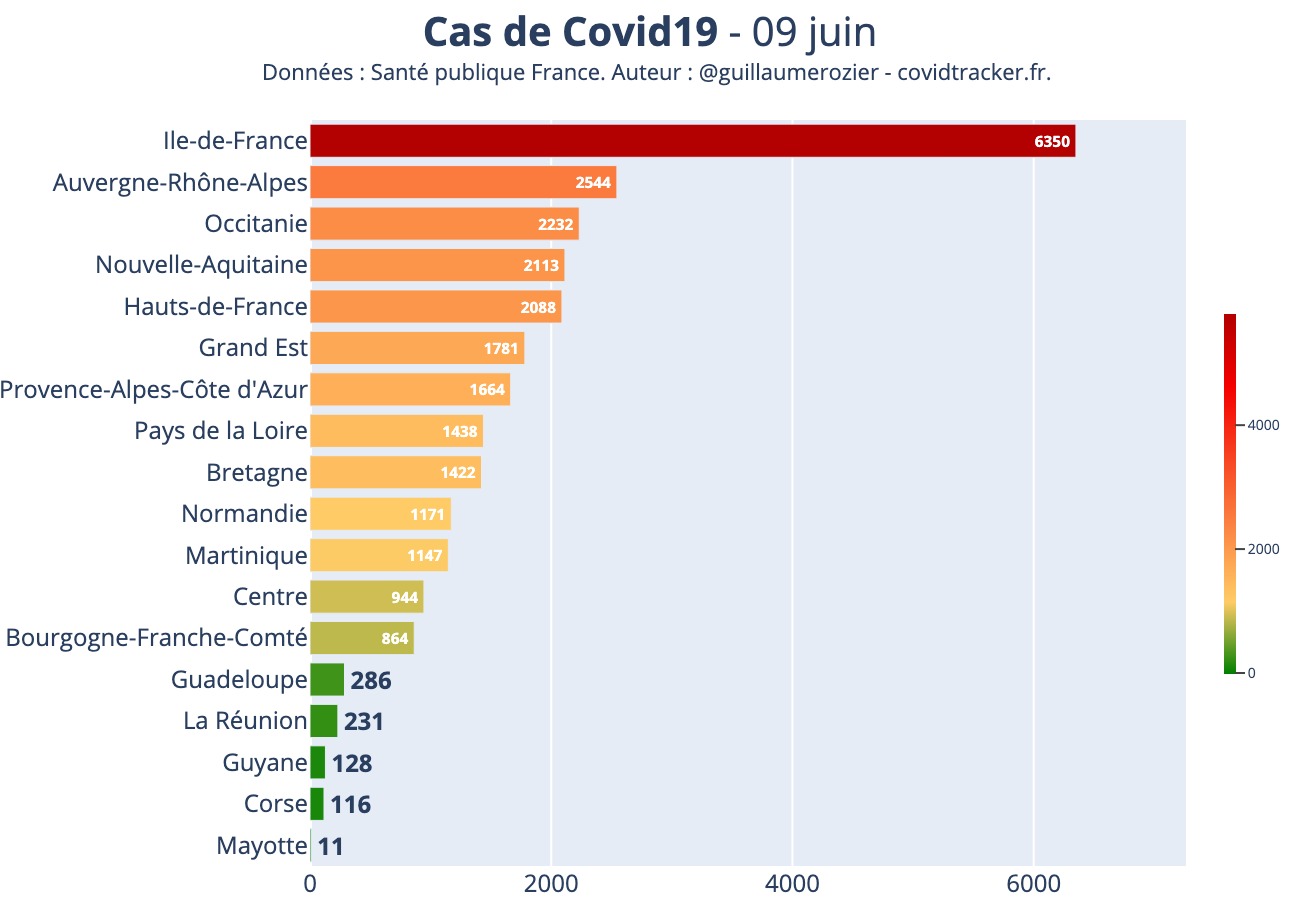 Cas de Covid19 - 09 juin
Données : Santé publique France. Auteur : @guillaumerozier - covidtracker.fr.
Ile-de-France 6350
Auvergne-Rhône-Alpes 2544
Occitanie 2232
Nouvelle-Aquitaine 2113
Hauts-de-France 2088
Grand Est 1781
Provence-Alpes-Côte d'Azur 1664
Pays de la Loire 1438
Bretagne 1422
Normandie 1171
Martinique 1147
Centre 944
Bourgogne-Franche-Comté 864
Guadeloupe 286
La Réunion 231
Guyane 128
Corse 116
Mayotte 11
0 2000 4000 6000
4000
2000
0